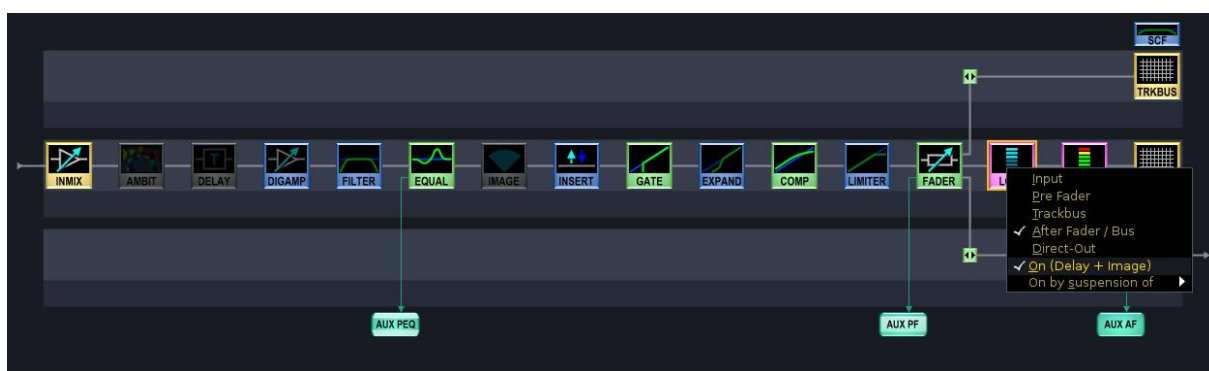 SCF
TRKBUS
INMIX AMBIT DELAY DIGAMP FILTER EQUAL IMAGE INSERT GATE EXPAND COMP LIMITER FADER
Input
Pre Fader
Trackbus
✓ After Fader / Bus
Direct-Out
✓ On (Delay + Image)
On by suspension of
AUX PEQ AUX PF AUX AF